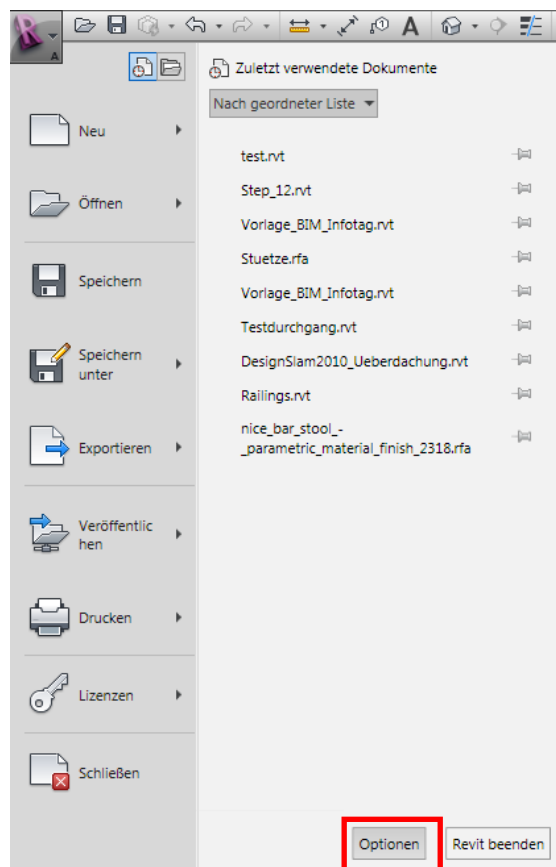 A
A
Zuletzt verwendete Dokumente
Nach geordneter Liste
Neu
Öffnen
Speichern
Speichern
unter
Exportieren
Veröffentlic
hen
Drucken
Lizenzen
Schließen
test.rvt
Step_12.rvt
Vorlage_BIM_Infotag.rvt
Stuetze.rfa
Vorlage_BIM_Infotag.rvt
Testdurchgang.rvt
DesignSlam2010_Ueberdachung.rvt
Railings.rvt
nice_bar_stool_-
_parametric_material_finish_2318.rfa
Optionen
Revit beenden